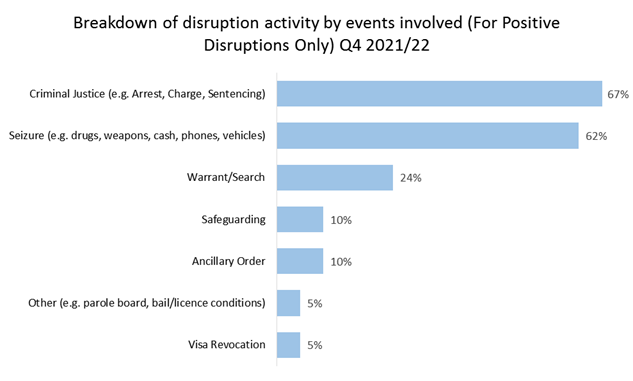 Breakdown of disruption activity by events involved (For Positive
Disruptions Only) Q4 2021/22
Criminal Justice (e.g. Arrest, Charge, Sentencing) 67%
Seizure (e.g. drugs, weapons, cash, phones, vehicles) 62%
Warrant/Search 24%
Safeguarding 10%
Ancillary Order 10%
Other (e.g. parole board, bail/licence conditions) 5%
Visa Revocation 5%